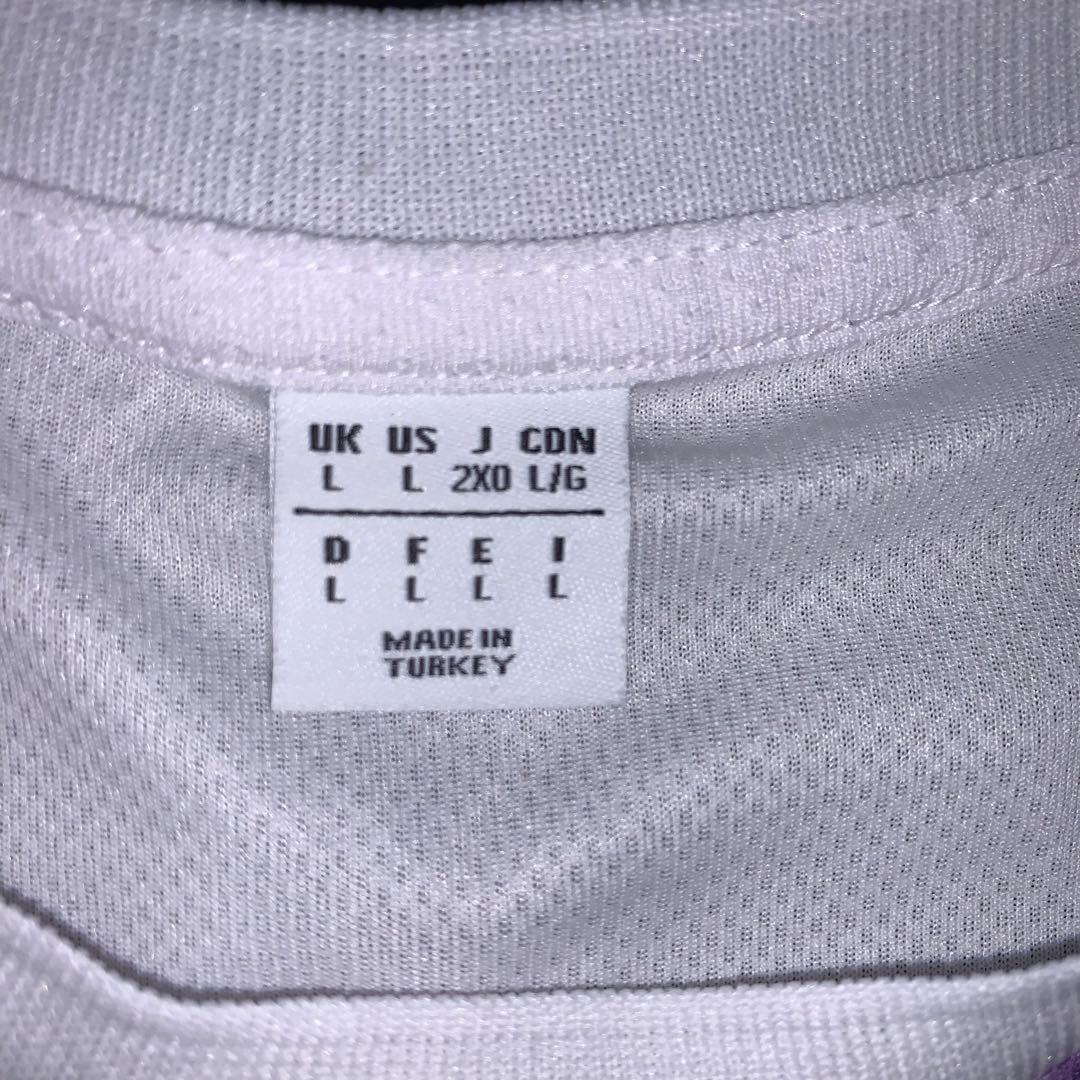 UK US J CDN
L L 2XO L/G
D F E I
L L L L
MADE IN
TURKEY